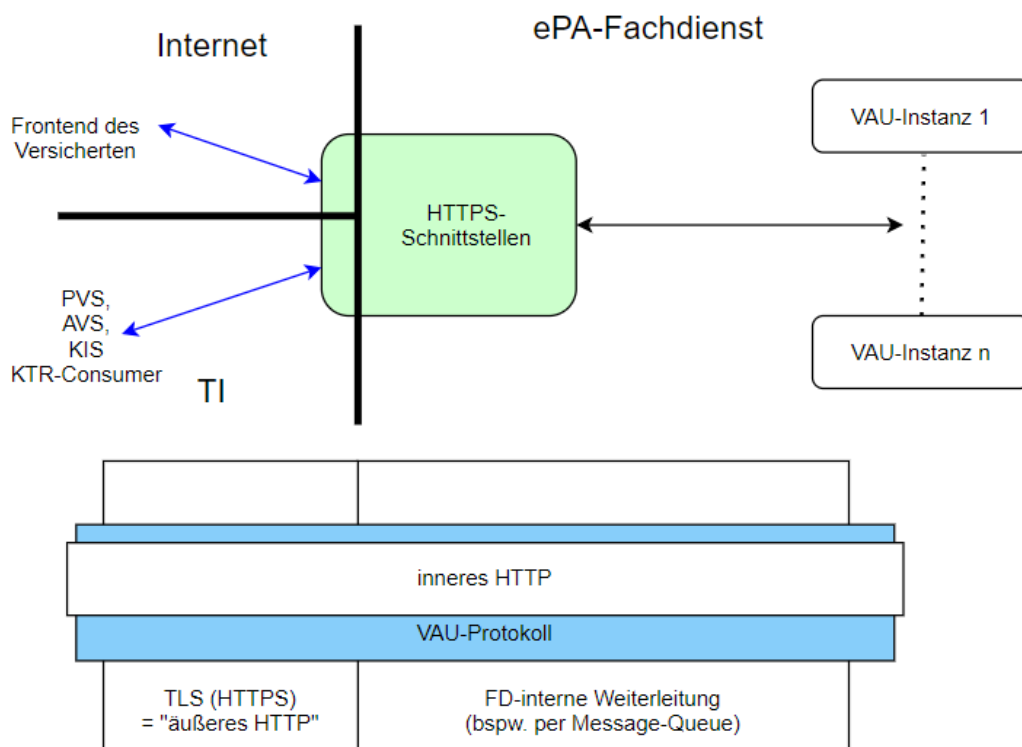 Internet
ePA-Fachdienst
Frontend des
Versicherten
VAU-Instanz 1
HTTPS-
Schnittstellen
PVS,
AVS,
KIS
KTR-Consumer
TI
VAU-Instanz n
inneres HTTP
VAU-Protokoll
TLS (HTTPS)
= "äußeres HTTP"
FD-interne Weiterleitung
(bspw. per Message-Queue)